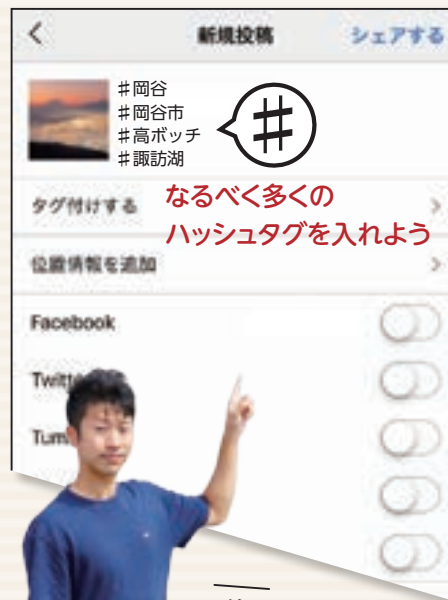 新規投稿 シェアする
#岡谷
#岡谷市
#高ボッチ
#諏訪湖
#
なるべく多くの
ハッシュタグを入れよう
タグ付けする
位置情報を追加
Facebook